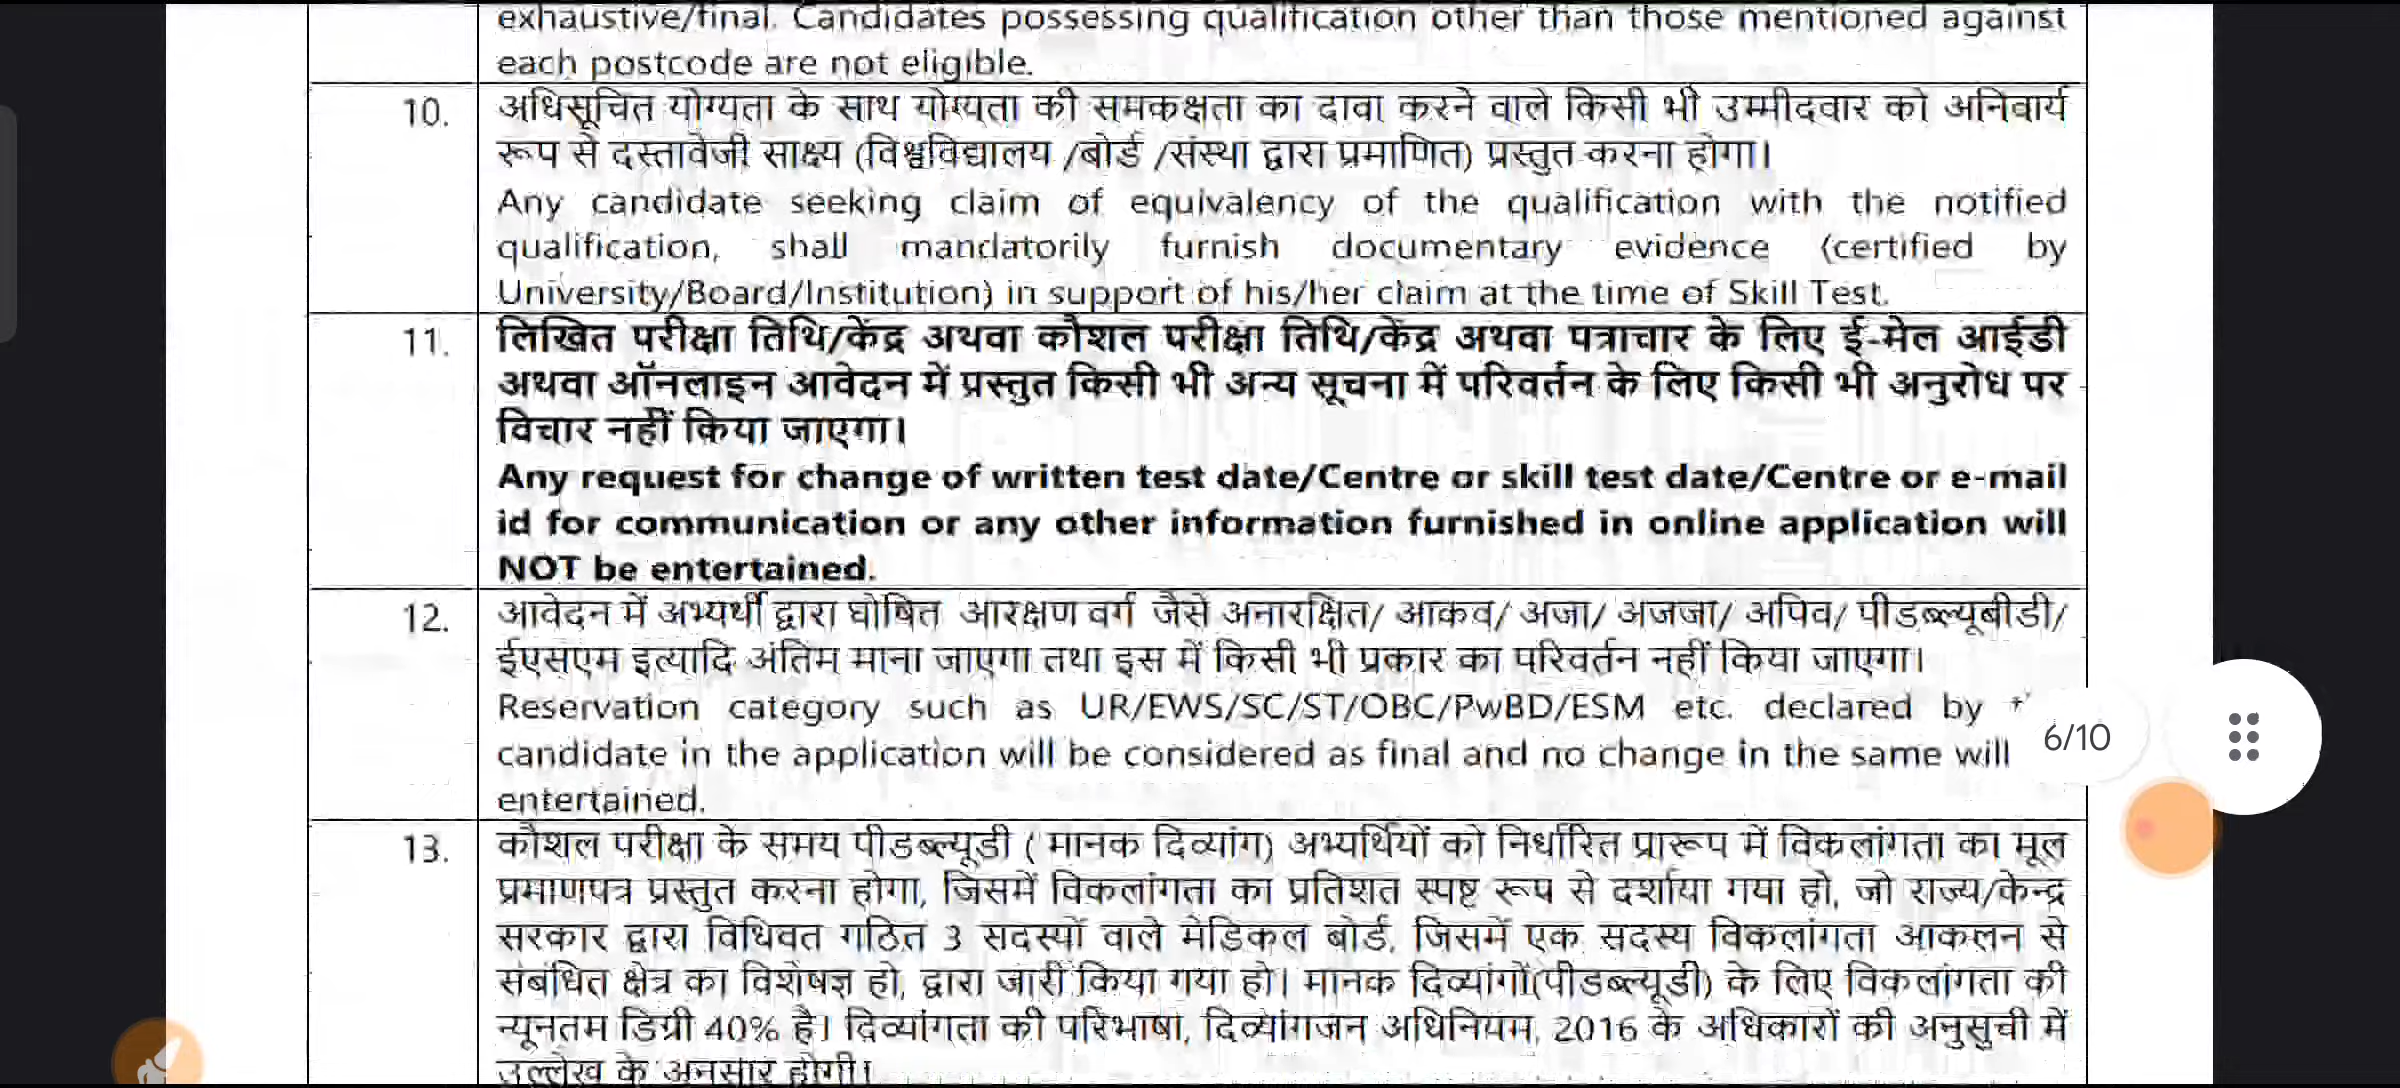 exhaustive/final. Candidates possessing qualification other than those mentioned against
each postcode are not eligible.
10.
अधिसूचित योग्यता के साथ योग्यता की समकक्षता का दावा करने वाले किसी भी उम्मीदवार को अनिवार्य
रूप से दस्तावेजी साक्ष्य (विश्वविद्यालय /बोर्ड /संस्था द्वारा प्रमाणित) प्रस्तुत करना होगा।
Any candidate seeking claim of equivalency of the qualification with the notified
qualification, shall mandatorily furnish documentary evidence (certified by
University/Board/Institution) in support of his/her claim at the time of Skill Test.
11.
लिखित परीक्षा तिथि/केंद्र अथवा कौशल परीक्षा तिथि/केंद्र अथवा पत्राचार के लिए ई-मेल आईडी
अथवा ऑनलाइन आवेदन में प्रस्तुत किसी भी अन्य सूचना में परिवर्तन के लिए किसी भी अनुरोध पर
विचार नहीं किया जाएगा।
Any request for change of written test date/Centre or skill test date/Centre or e-mail
id for communication or any other information furnished in online application will
NOT be entertained.
12.
आवेदन में अभ्यर्थी द्वारा घोषित आरक्षण वर्ग जैसे अनारक्षित/ आकव/ अजा/ अजजा/ अपिव/ पीडब्ल्यूबीडी/
ईएसएम इत्यादि अंतिम माना जाएगा तथा इस में किसी भी प्रकार का परिवर्तन नहीं किया जाएगा।
Reservation category such as UR/EWS/SC/ST/OBC/PwBD/ESM etc. declared by
candidate in the application will be considered as final and no change in the same will
entertained.
6/10
13.
कौशल परीक्षा के समय पीडब्ल्यूडी ( मानक दिव्यांग) अभ्यर्थियों को निर्धारित प्रारूप में विकलांगता का मूल
प्रमाणपत्र प्रस्तुत करना होगा, जिसमें विकलांगता का प्रतिशत स्पष्ट रूप से दर्शाया गया हो, जो राज्य/केन्द्र
सरकार द्वारा विधिवत गठित 3 सदस्यों वाले मेडिकल बोर्ड, जिसमें एक सदस्य विकलांगता आकलन से
संबंधित क्षेत्र का विशेषज्ञ हो, द्वारा जारी किया गया हो। मानक दिव्यांगों(पीडब्ल्यूडी) के लिए विकलांगता की
न्यूनतम डिग्री 40% है। दिव्यांगता की परिभाषा, दिव्यांगजन अधिनियम, 2016 के अधिकारों की अनुसुची में
उल्लेख के अनुसार होगी।